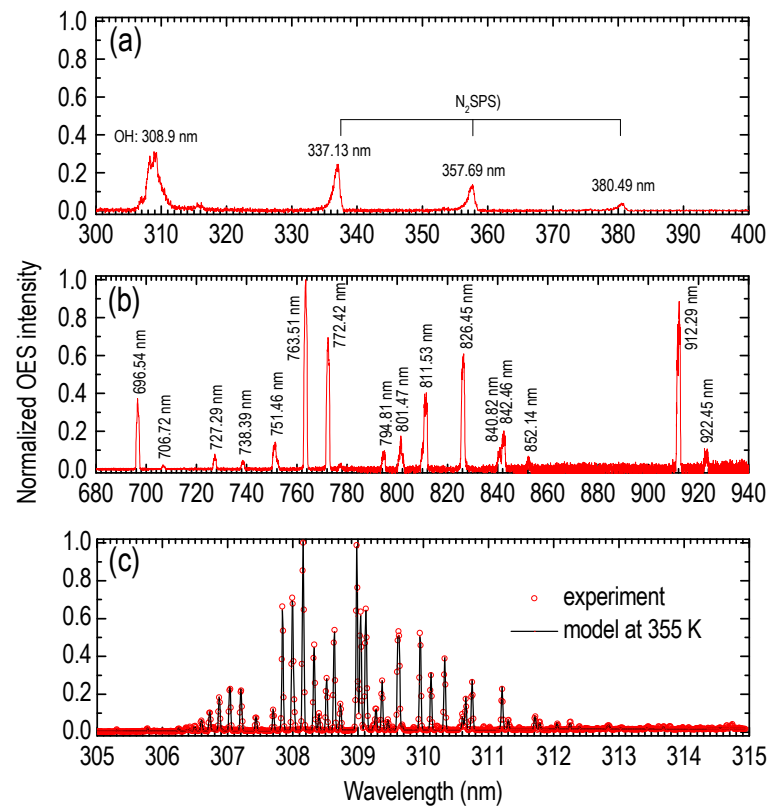 (a)
N₂SPS)
OH: 308.9 nm
337.13 nm
357.69 nm
380.49 nm
1.0
0.8
0.6
0.4
0.2
0.0
300 310 320 330 340 350 360 370 380 390 400
Normalized OES intensity
(b)
696.54 nm
706.72 nm
727.29 nm
738.39 nm
751.46 nm
763.51 nm
772.42 nm
794.81 nm
801.47 nm
811.53 nm
826.45 nm
840.82 nm
842.46 nm
852.14 nm
912.29 nm
922.45 nm
1.0
0.8
0.6
0.4
0.2
0.0
680 700 720 740 760 780 800 820 840 860 880 900 920 940
(c)
experiment
model at 355 K
1.0
0.8
0.6
0.4
0.2
0.0
305 306 307 308 309 310 311 312 313 314 315
Wavelength (nm)